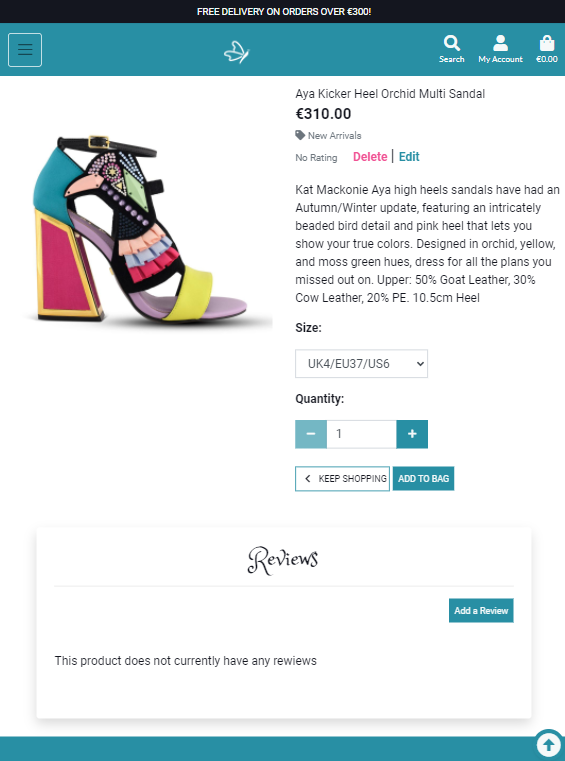 FREE DELIVERY ON ORDERS OVER €300!
Search
My Account
€0.00
Aya Kicker Heel Orchid Multi Sandal
€310.00
New Arrivals
No Rating Delete | Edit
Kat Mackonie Aya high heels sandals have had an
Autumn/Winter update, featuring an intricately
beaded bird detail and pink heel that lets you
show your true colors. Designed in orchid, yellow,
and moss green hues, dress for all the plans you
missed out on. Upper: 50% Goat Leather, 30%
Cow Leather, 20% PE. 10.5cm Heel
Size:
UK4/EU37/US6
Quantity:
1
KEEP SHOPPING ADD TO BAG
Reviews
Add a Review
This product does not currently have any rewiews